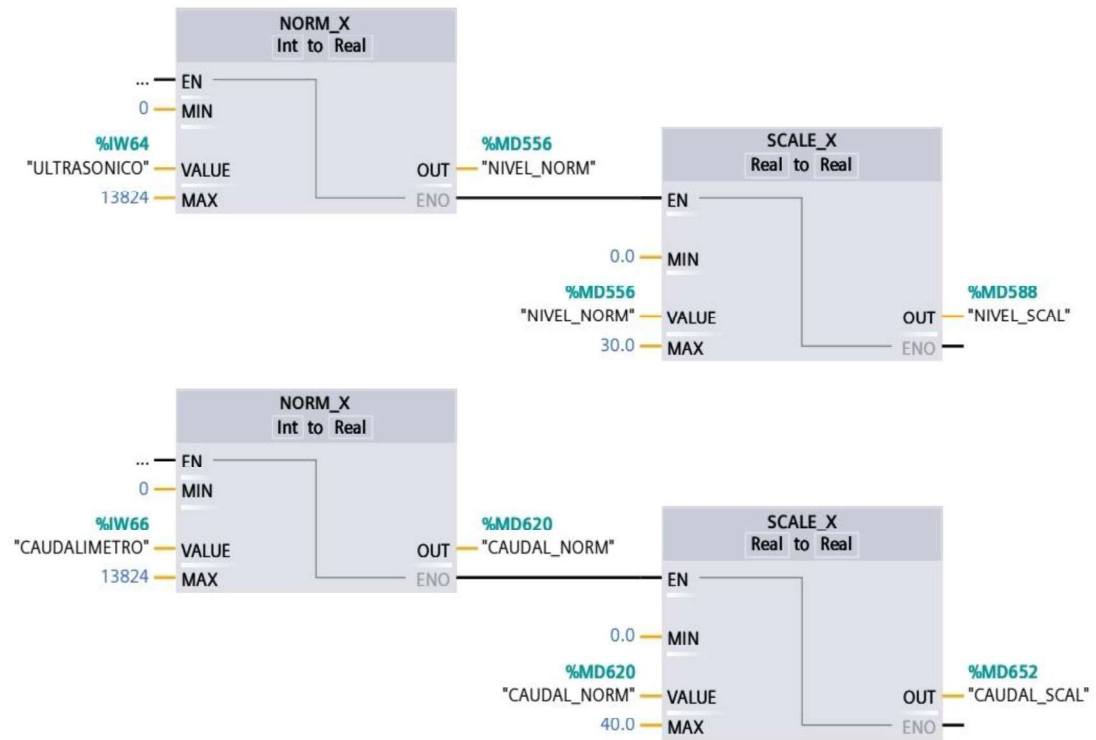 NORM_X
Int to Real
... EN
0 MIN
%IW64
"ULTRASONICO" VALUE
13824 MAX
%MD556
OUT "NIVEL_NORM"
ENO
SCALE_X
Real to Real
EN
0.0 MIN
%MD556
"NIVEL_NORM" VALUE
30.0 MAX
%MD588
OUT "NIVEL_SCAL"
ENO
NORM_X
Int to Real
... EN
0 MIN
%IW66
"CAUDALIMETRO" VALUE
13824 MAX
%MD620
OUT "CAUDAL_NORM"
ENO
SCALE_X
Real to Real
EN
0.0 MIN
%MD620
"CAUDAL_NORM" VALUE
40.0 MAX
%MD652
OUT "CAUDAL_SCAL"
ENO